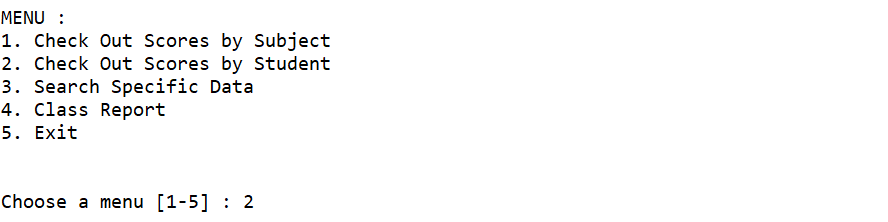 MENU :
1. Check Out Scores by Subject
2. Check Out Scores by Student
3. Search Specific Data
4. Class Report
5. Exit
Choose a menu [1-5] : 2